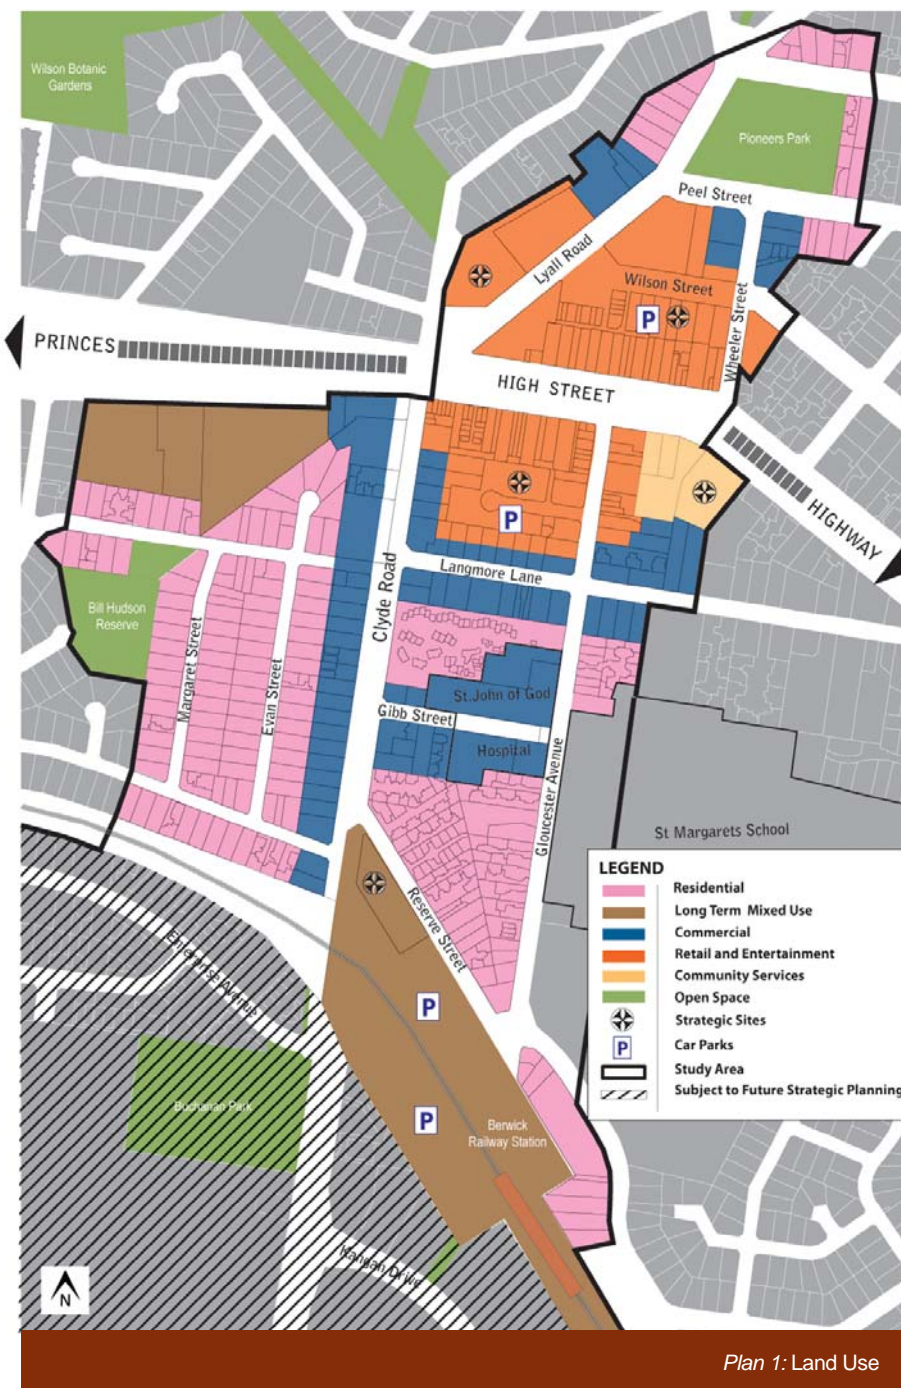 Wilson Botanic
Gardens
Pioneers Park
Peel Street
Lyall Road
Wilson Street
P
Wheeler Street
PRINCES
HIGH STREET
HIGHWAY
P
Langmore Lane
Clyde Road
Bill Hudson
Reserve
Margaret Street
Evan Street
St.John of God
Gibb Street
Hospital
Gloucester Avenue
St Margarets School
Reserve Street
Enterprise Avenue
P
Buchanan Park
P
Berwick
Railway Station
Kangan Drive
N
LEGEND
Residential
Long Term Mixed Use
Commercial
Retail and Entertainment
Community Services
Open Space
Strategic Sites
P Car Parks
Study Area
Subject to Future Strategic Planning
Plan 1: Land Use